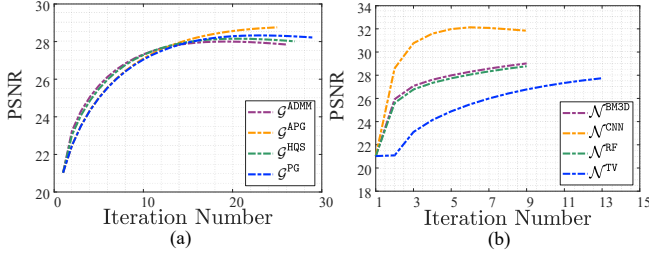 30
28
26
24
22
20
PSNR
0
10
20
30
Iteration Number
(a)
𝒢^ADMM
𝒢^APG
𝒢^HQS
𝒢^PG
34
32
30
28
26
24
22
20
18
PSNR
1
3
5
7
9
11
13
15
Iteration Number
(b)
𝒩^BM3D
𝒩^CNN
𝒩^RF
𝒩^TV